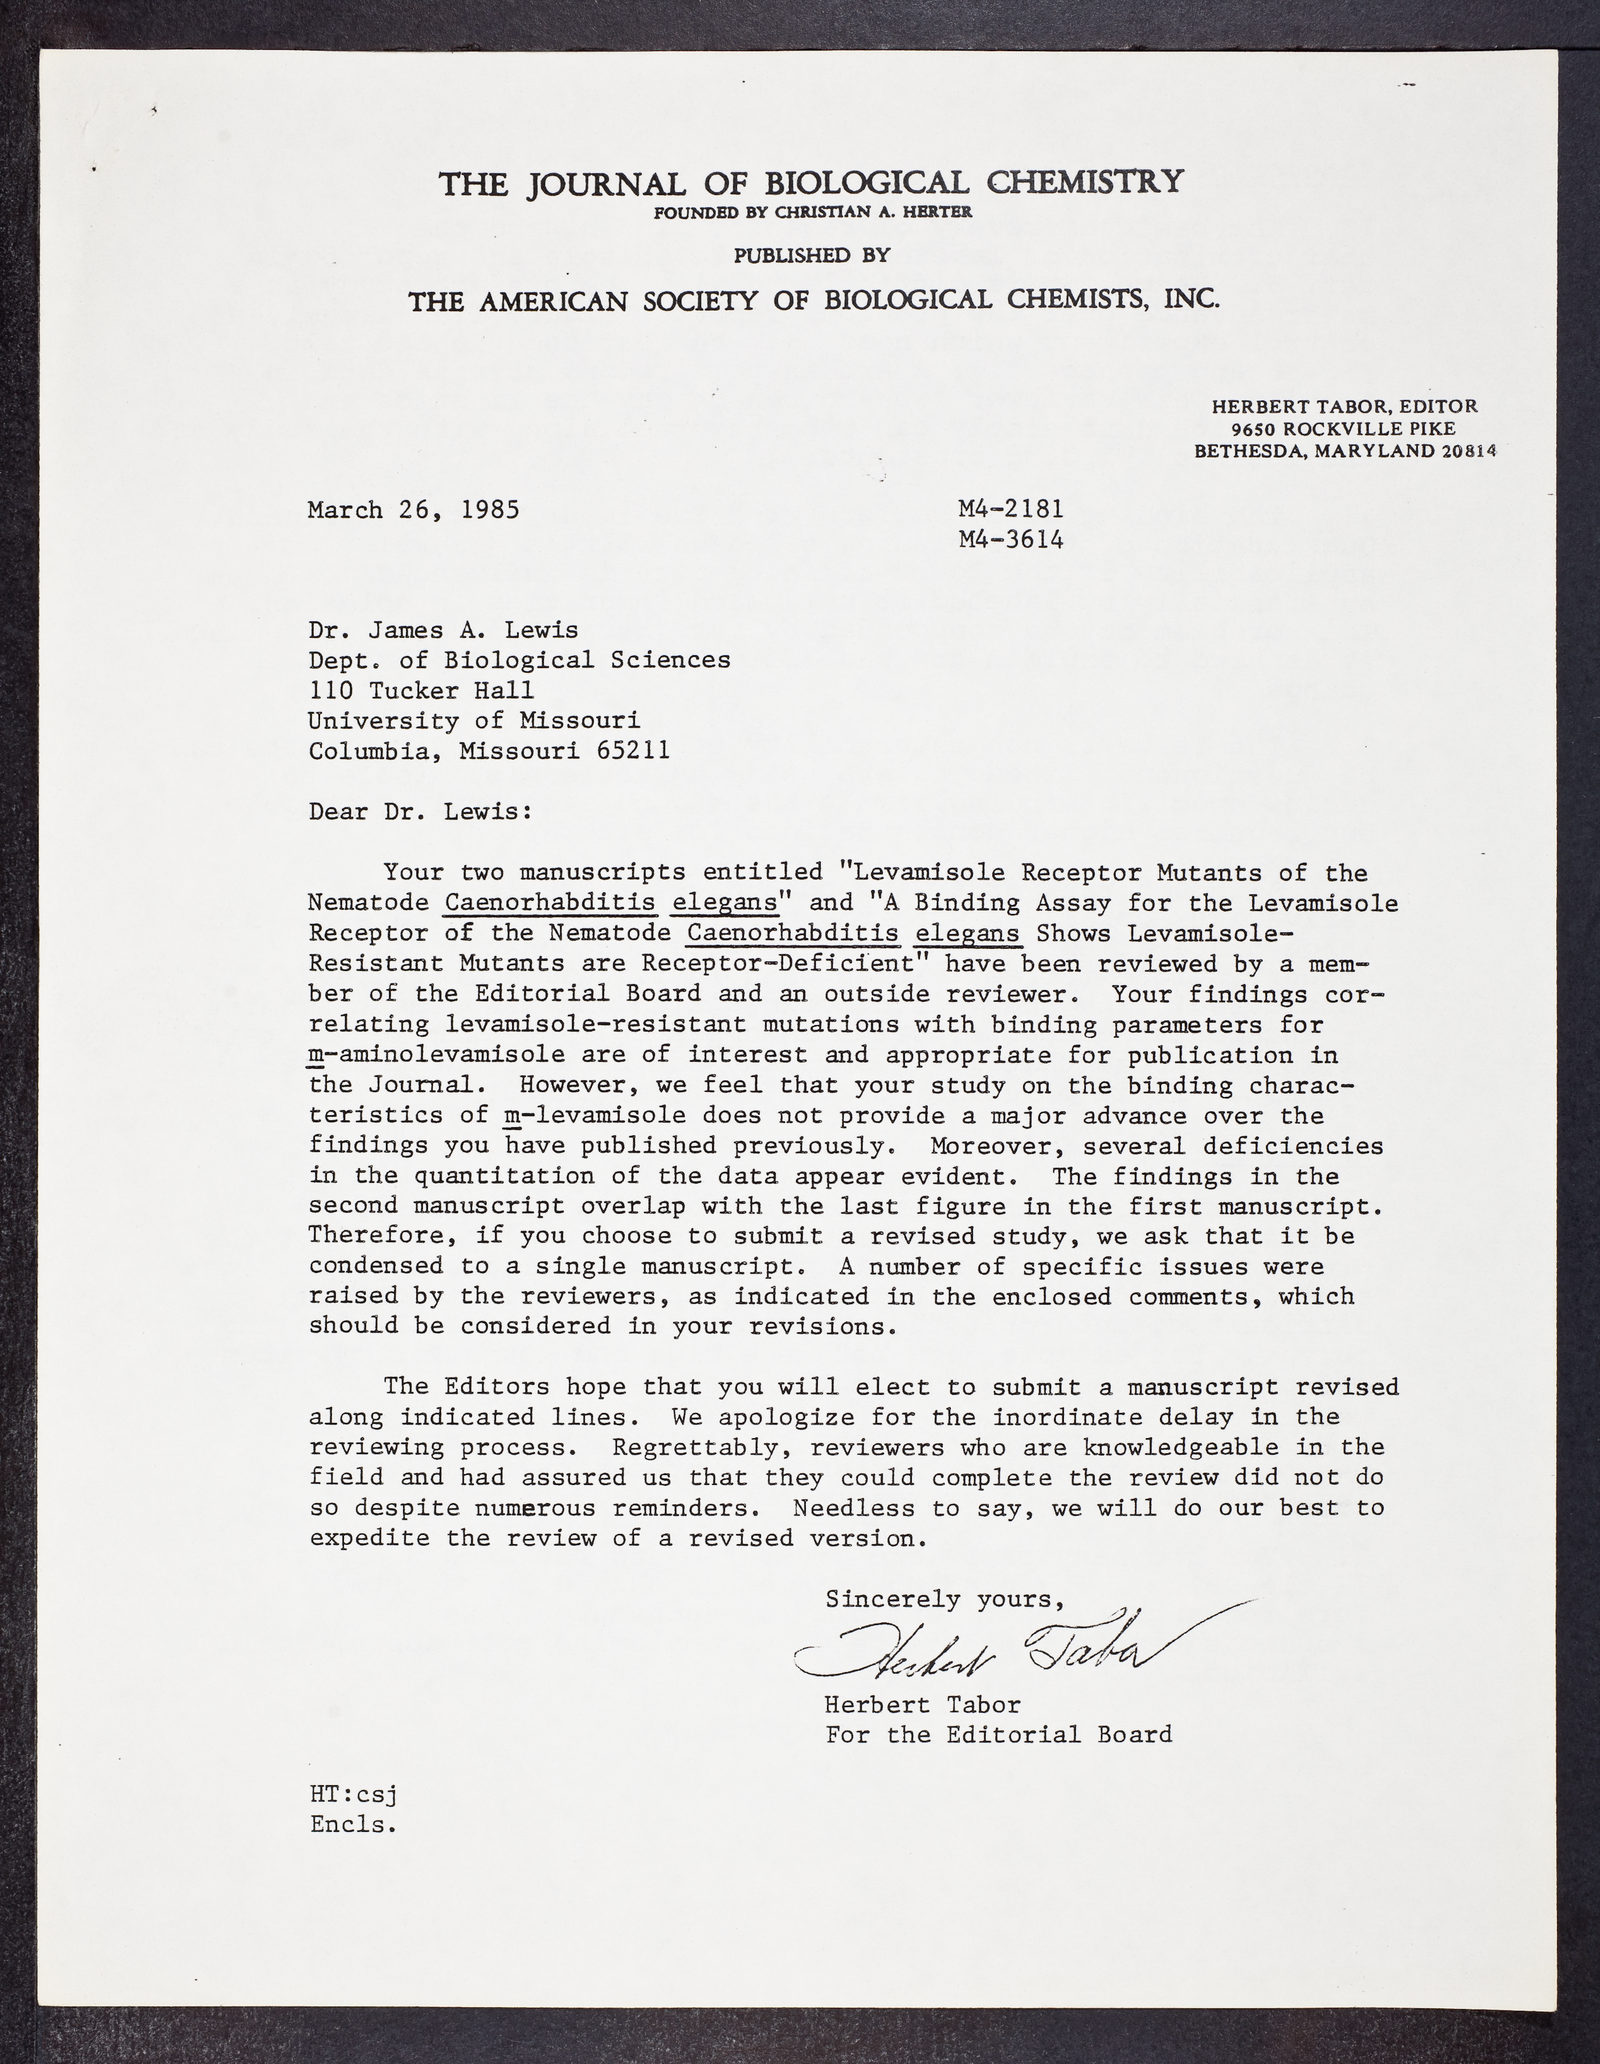 THE JOURNAL OF BIOLOGICAL CHEMISTRY
FOUNDED BY CHRISTIAN A. HERTER
PUBLISHED BY
THE AMERICAN SOCIETY OF BIOLOGICAL CHEMISTS, INC.
HERBERT TABOR, EDITOR
9650 ROCKVILLE PIKE
BETHESDA, MARYLAND 20814
March 26, 1985
M4-2181
M4-3614
Dr. James A. Lewis
Dept. of Biological Sciences
110 Tucker Hall
University of Missouri
Columbia, Missouri 65211
Dear Dr. Lewis:
Your two manuscripts entitled "Levamisole Receptor Mutants of the
Nematode Caenorhabditis elegans" and "A Binding Assay for the Levamisole
Receptor of the Nematode Caenorhabditis elegans Shows Levamisole-
Resistant Mutants are Receptor-Deficient" have been reviewed by a mem-
ber of the Editorial Board and an outside reviewer. Your findings cor-
relating levamisole-resistant mutations with binding parameters for
m-aminolevamisole are of interest and appropriate for publication in
the Journal. However, we feel that your study on the binding charac-
teristics of m-levamisole does not provide a major advance over the
findings you have published previously. Moreover, several deficiencies
in the quantitation of the data appear evident. The findings in the
second manuscript overlap with the last figure in the first manuscript.
Therefore, if you choose to submit a revised study, we ask that it be
condensed to a single manuscript. A number of specific issues were
raised by the reviewers, as indicated in the enclosed comments, which
should be considered in your revisions.
The Editors hope that you will elect to submit a manuscript revised
along indicated lines. We apologize for the inordinate delay in the
reviewing process. Regrettably, reviewers who are knowledgeable in the
field and had assured us that they could complete the review did not do
so despite numerous reminders. Needless to say, we will do our best to
expedite the review of a revised version.
Sincerely yours,
Herbert Tabor
Herbert Tabor
For the Editorial Board
HT:csj
Encls.